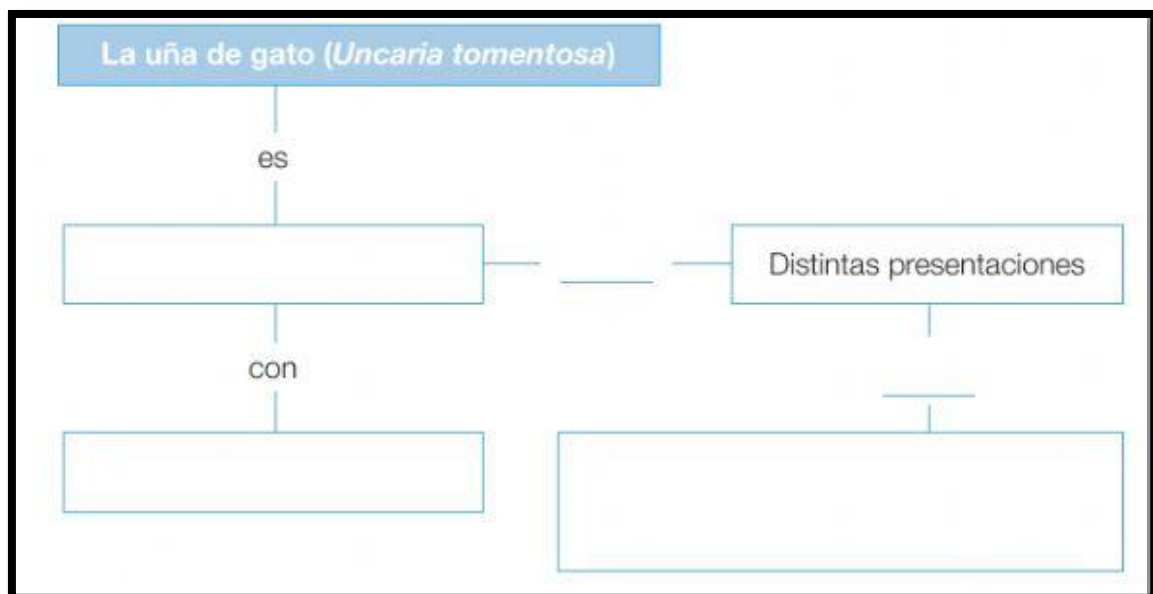 La uña de gato (Uncaria tomentosa)
es
Distintas presentaciones
con